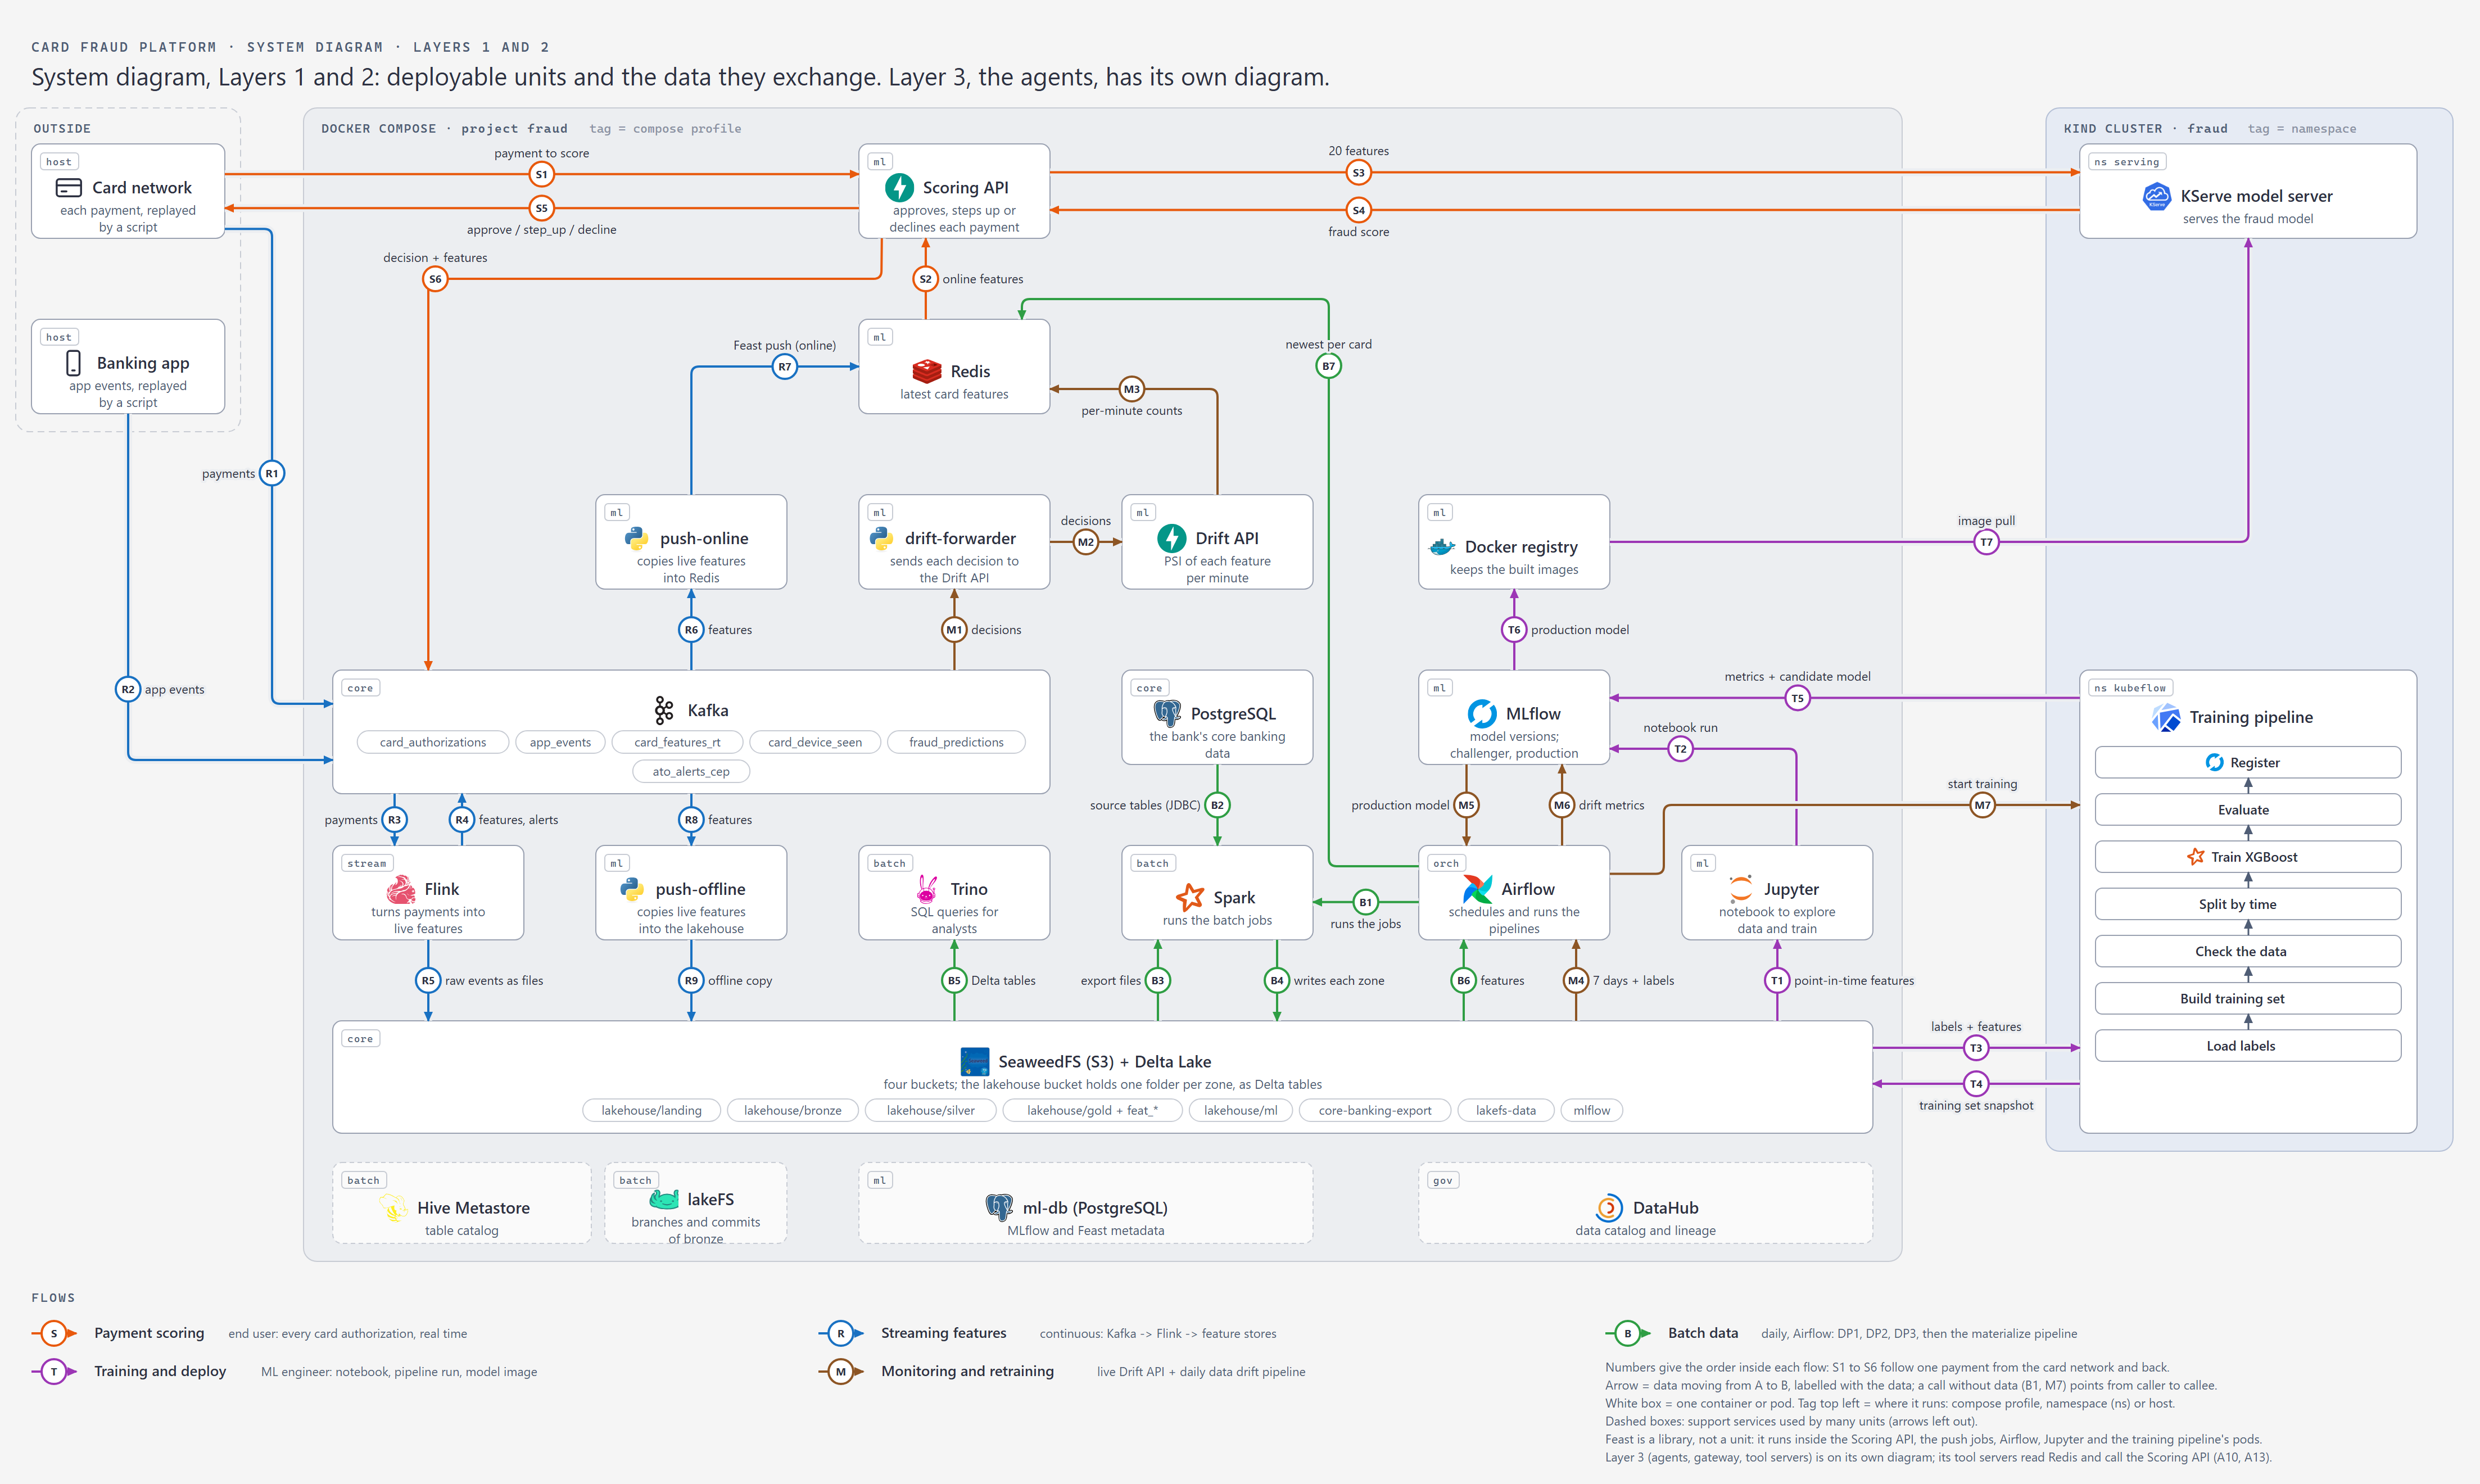 CARD FRAUD PLATFORM · SYSTEM DIAGRAM · LAYERS 1 AND 2
System diagram, Layers 1 and 2: deployable units and the data they exchange. Layer 3, the agents, has its own diagram.
OUTSIDE
host
Card network
each payment, replayed
by a script
host
Banking app
app events, replayed
by a script
DOCKER COMPOSE · project fraud tag = compose profile
payment to score
S1
S5
approve / step_up / decline
ml
Scoring API
approves, steps up or
declines each payment
20 features
S3
S4
fraud score
KIND CLUSTER · fraud tag = namespace
ns serving
KServe model server
serves the fraud model
decision + features
S6
S2
online features
Feast push (online)
R7
ml
Redis
latest card features
M3
per-minute counts
newest per card
B7
payments
R1
ml
push-online
copies live features
into Redis
ml
drift-forwarder
sends each decision to
the Drift API
decisions
M2
ml
Drift API
PSI of each feature
per minute
ml
Docker registry
keeps the built images
image pull
T7
R6
features
M1
decisions
T6
production model
R2
app events
core
Kafka
card_authorizations
app_events
card_features_rt
card_device_seen
fraud_predictions
ato_alerts_cep
core
PostgreSQL
the bank's core banking
data
ml
MLflow
model versions;
challenger, production
metrics + candidate model
T5
notebook run
T2
ns kubeflow
Training pipeline
Register
Evaluate
Train XGBoost
Split by time
Check the data
Build training set
Load labels
payments
R3
R4
features, alerts
R8
features
source tables (JDBC)
B2
production model
M5
M6
drift metrics
start training
M7
stream
Flink
turns payments into
live features
ml
push-offline
copies live features
into the lakehouse
batch
Trino
SQL queries for
analysts
batch
Spark
runs the batch jobs
B1
runs the jobs
orch
Airflow
schedules and runs the
pipelines
ml
Jupyter
notebook to explore
data and train
R5
raw events as files
R9
offline copy
B5
Delta tables
export files
B3
B4
writes each zone
B6
features
M4
7 days + labels
T1
point-in-time features
core
SeaweedFS (S3) + Delta Lake
four buckets; the lakehouse bucket holds one folder per zone, as Delta tables
lakehouse/landing
lakehouse/bronze
lakehouse/silver
lakehouse/gold + feat_*
lakehouse/ml
core-banking-export
lakefs-data
mlflow
labels + features
T3
T4
training set snapshot
batch
Hive Metastore
table catalog
batch
lakeFS
branches and commits
of bronze
ml
ml-db (PostgreSQL)
MLflow and Feast metadata
gov
DataHub
data catalog and lineage
FLOWS
S Payment scoring end user: every card authorization, real time
R Streaming features continuous: Kafka -> Flink -> feature stores
B Batch data daily, Airflow: DP1, DP2, DP3, then the materialize pipeline
T Training and deploy ML engineer: notebook, pipeline run, model image
M Monitoring and retraining live Drift API + daily data drift pipeline
Numbers give the order inside each flow: S1 to S6 follow one payment from the card network and back.
Arrow = data moving from A to B, labelled with the data; a call without data (B1, M7) points from caller to callee.
White box = one container or pod. Tag top left = where it runs: compose profile, namespace (ns) or host.
Dashed boxes: support services used by many units (arrows left out).
Feast is a library, not a unit: it runs inside the Scoring API, the push jobs, Airflow, Jupyter and the training pipeline's pods.
Layer 3 (agents, gateway, tool servers) is on its own diagram; its tool servers read Redis and call the Scoring API (A10, A13).